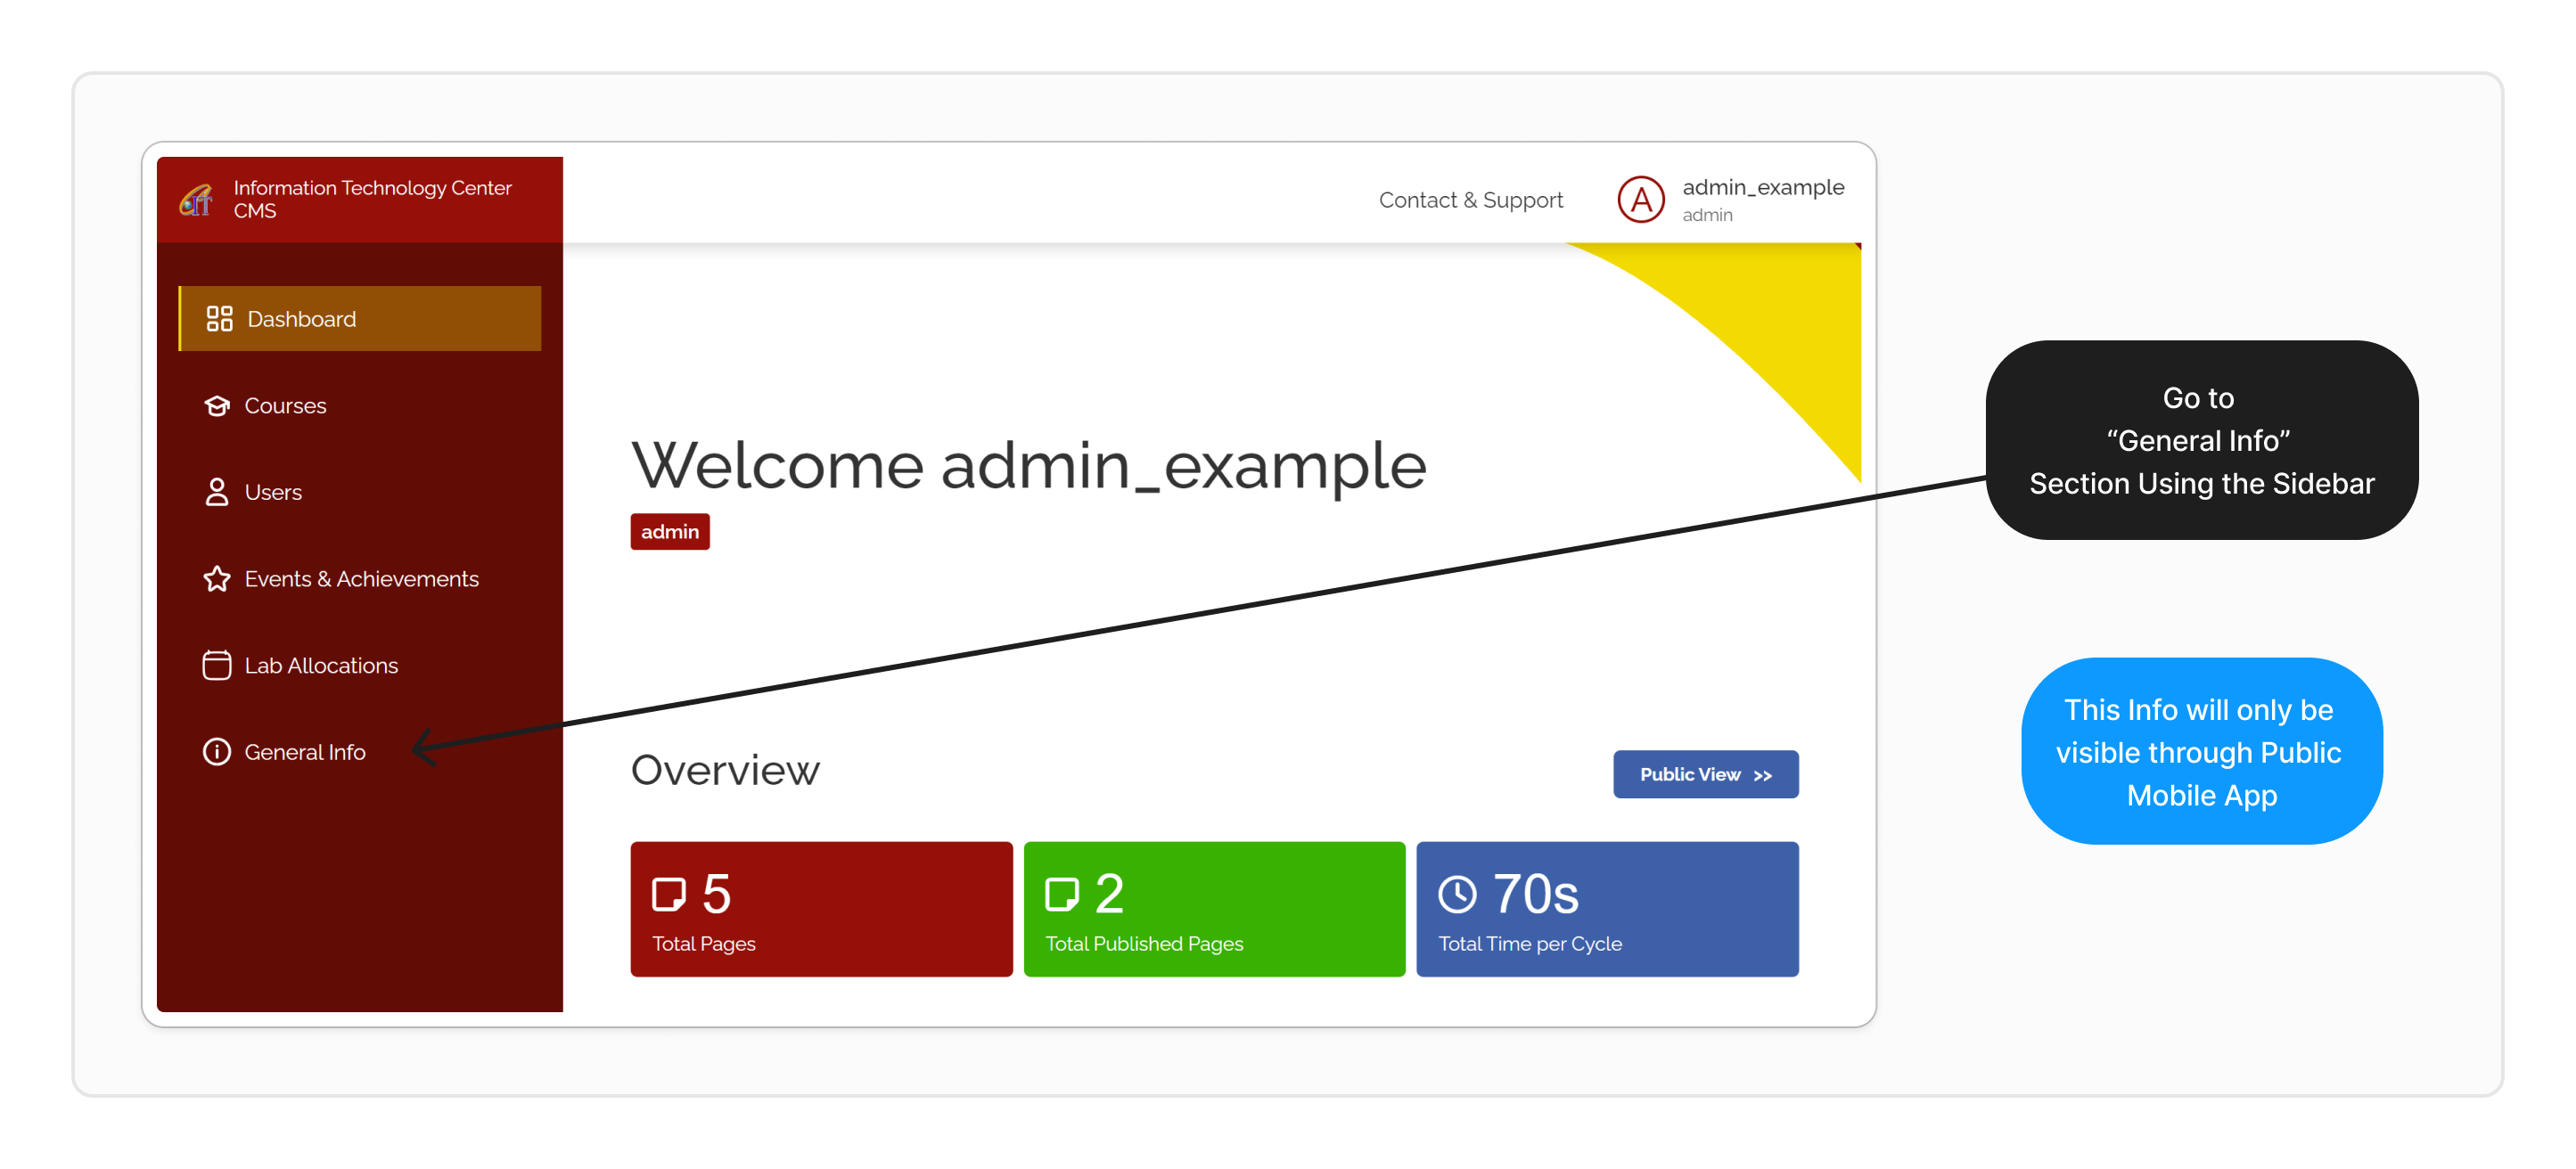 Information Technology Center
CMS
Contact & Support
A
admin_example
admin
Dashboard
Courses
Users
Events & Achievements
Lab Allocations
General Info
Welcome admin_example
admin
Overview
Public View >>
5
Total Pages
2
Total Published Pages
70s
Total Time per Cycle
Go to
“General Info”
Section Using the Sidebar
This Info will only be
visible through Public
Mobile App